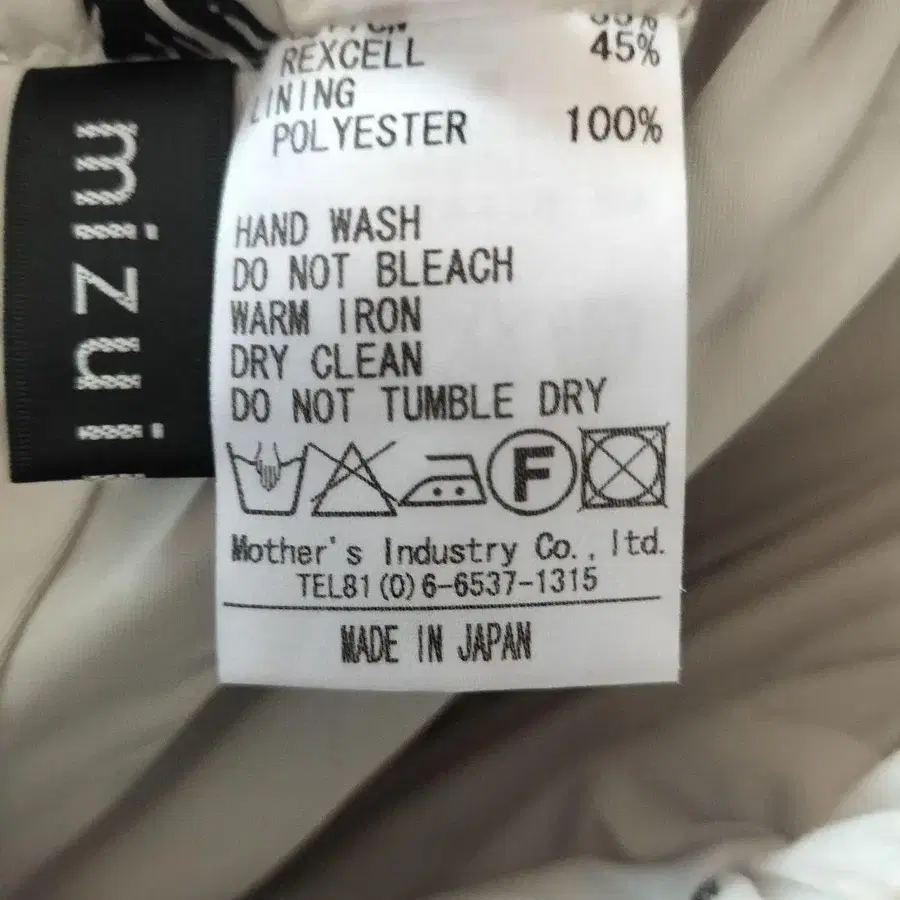 REXCELL 45%
LINING
POLYESTER 100%
HAND WASH
DO NOT BLEACH
WARM IRON
DRY CLEAN
DO NOT TUMBLE DRY
F
Mother's Industry Co., ltd.
TEL81(0)6-6537-1315
MADE IN JAPAN